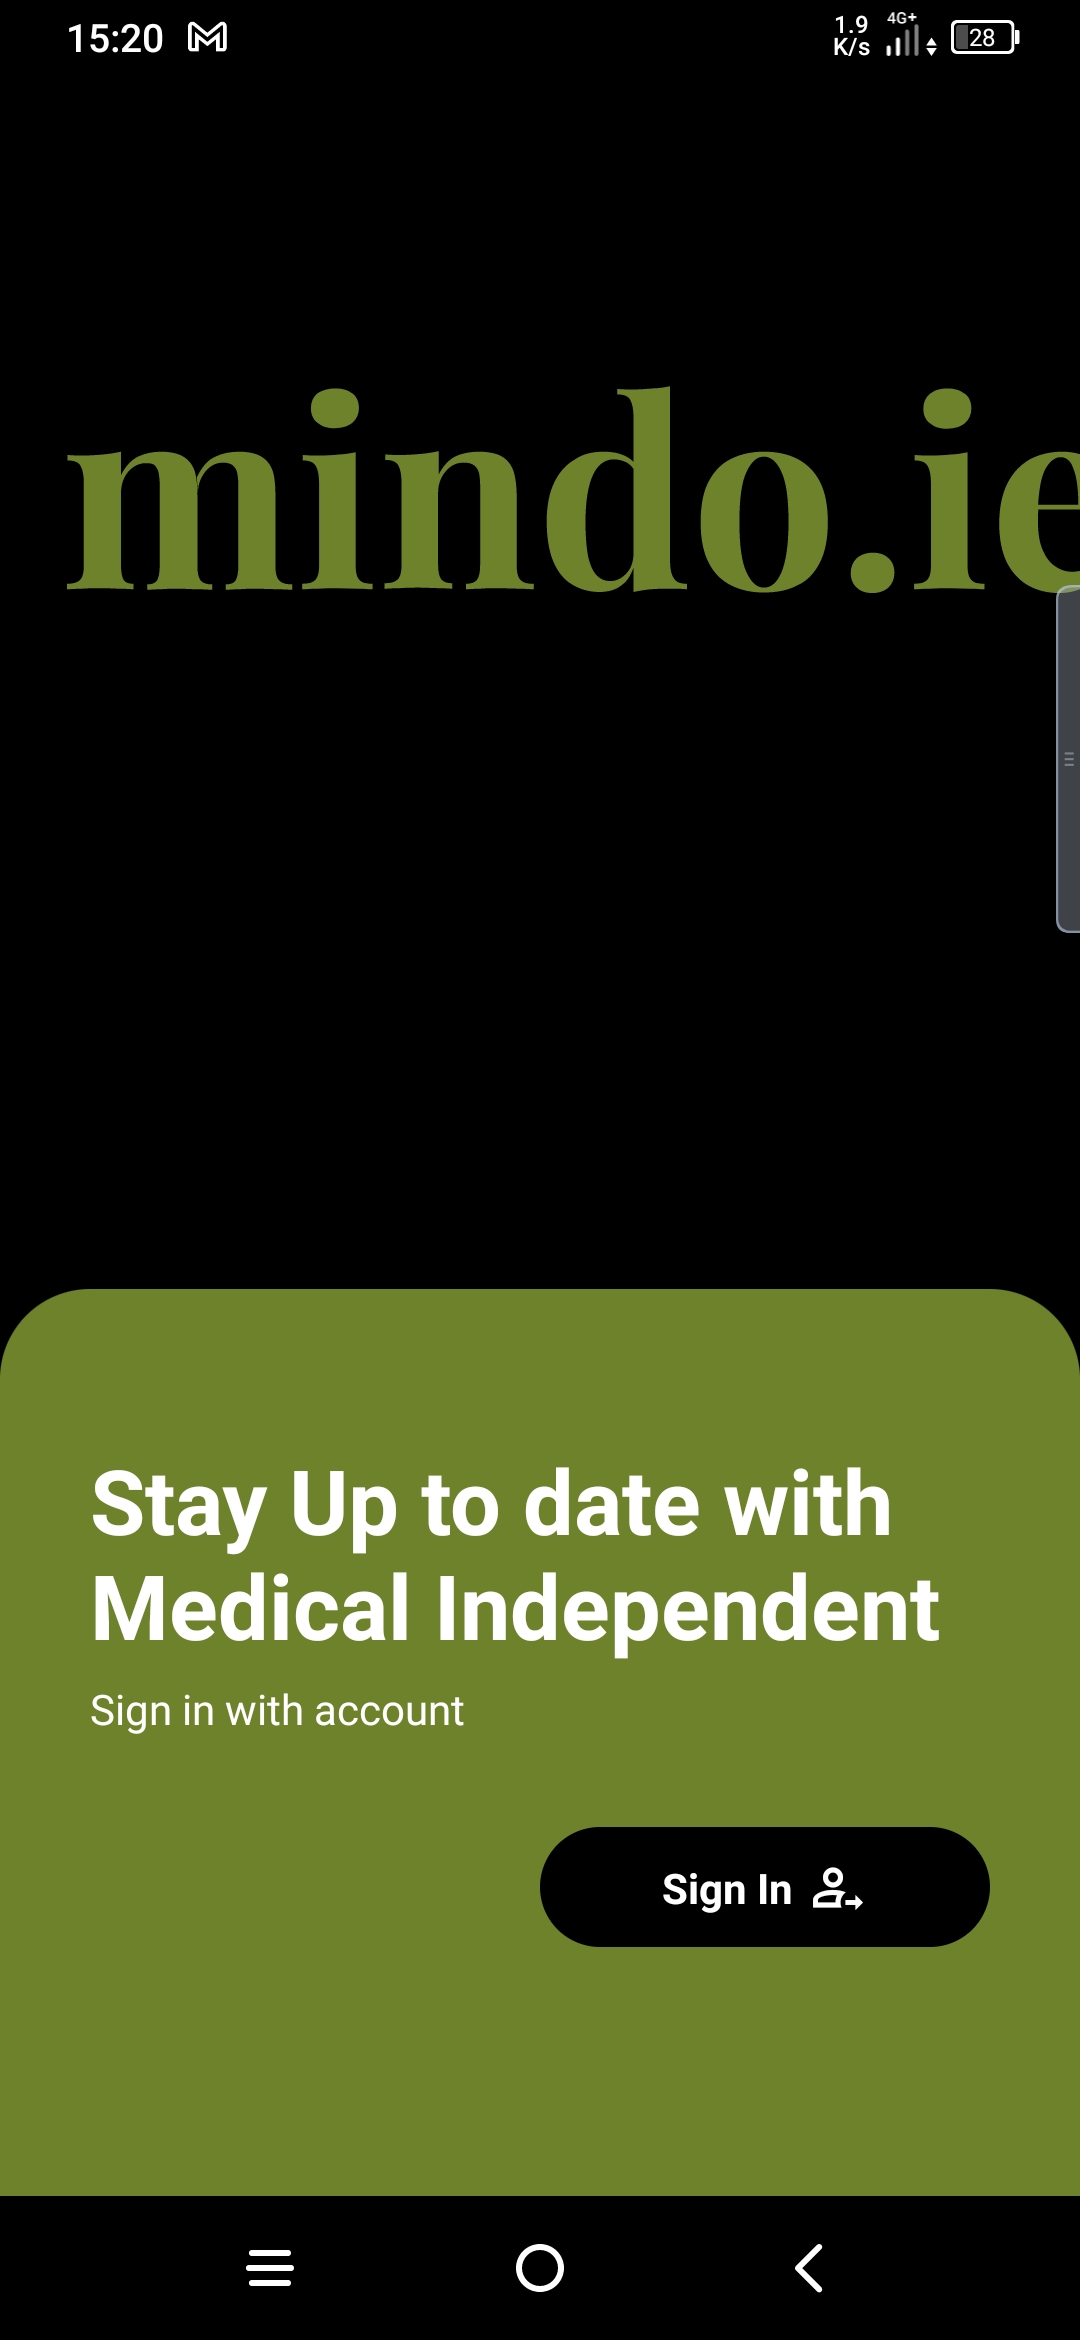 15:20
1.9
K/s
4G+
28
mindo.ie
Stay Up to date with
Medical Independent
Sign in with account
Sign In